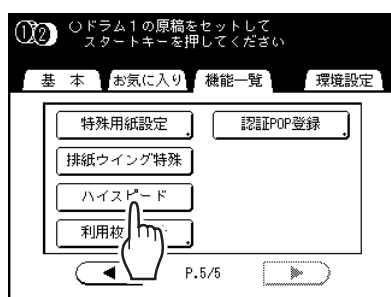 ①② ○ドラム1の原稿をセットして
スタートキーを押してください
基 本 お気に入り 機能一覧 環境設定
特殊用紙設定 認証POP登録
排紙ウイング特殊
ハイスピード
利用枚
P.5/5